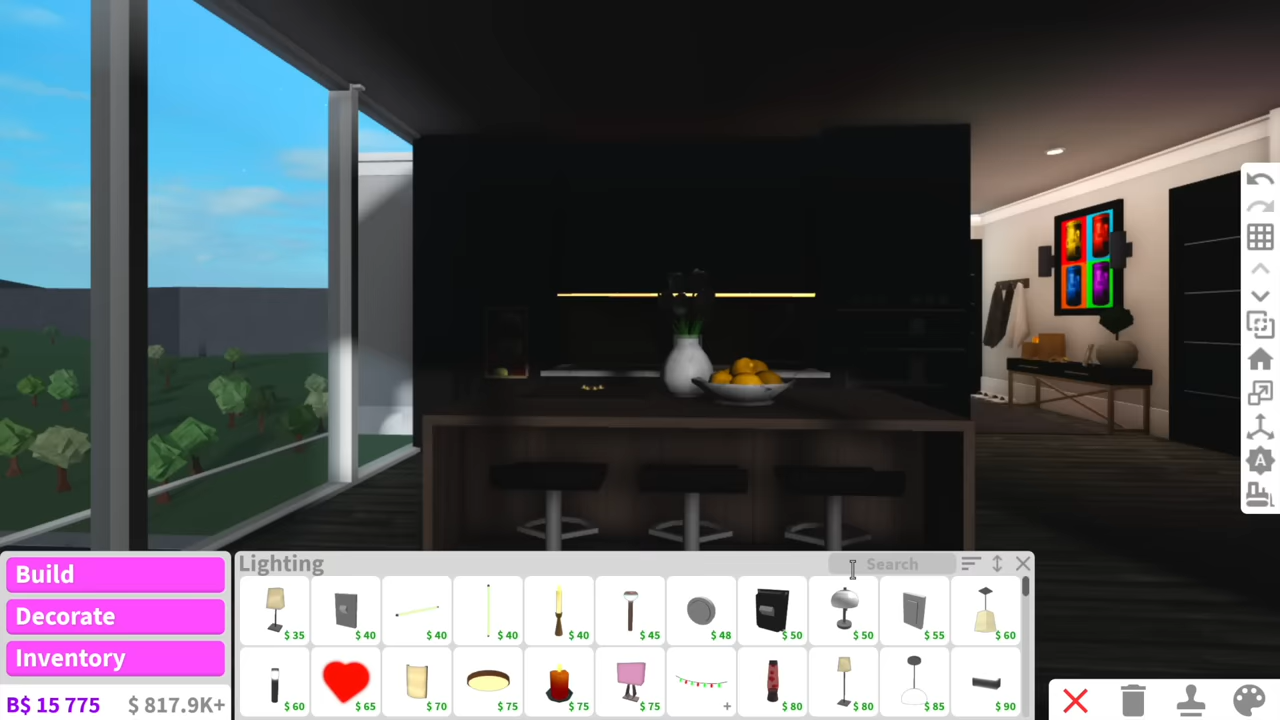 Lighting
Search
$ 35
$ 40
$ 40
$ 40
$ 40
$ 45
$ 48
$ 50
$ 50
$ 55
$ 60
$ 60
$ 65
$ 70
$ 75
$ 75
$ 75
+
$ 80
$ 80
$ 85
$ 90
Build
Decorate
Inventory
B$ 15 775
$ 817.9K+
A